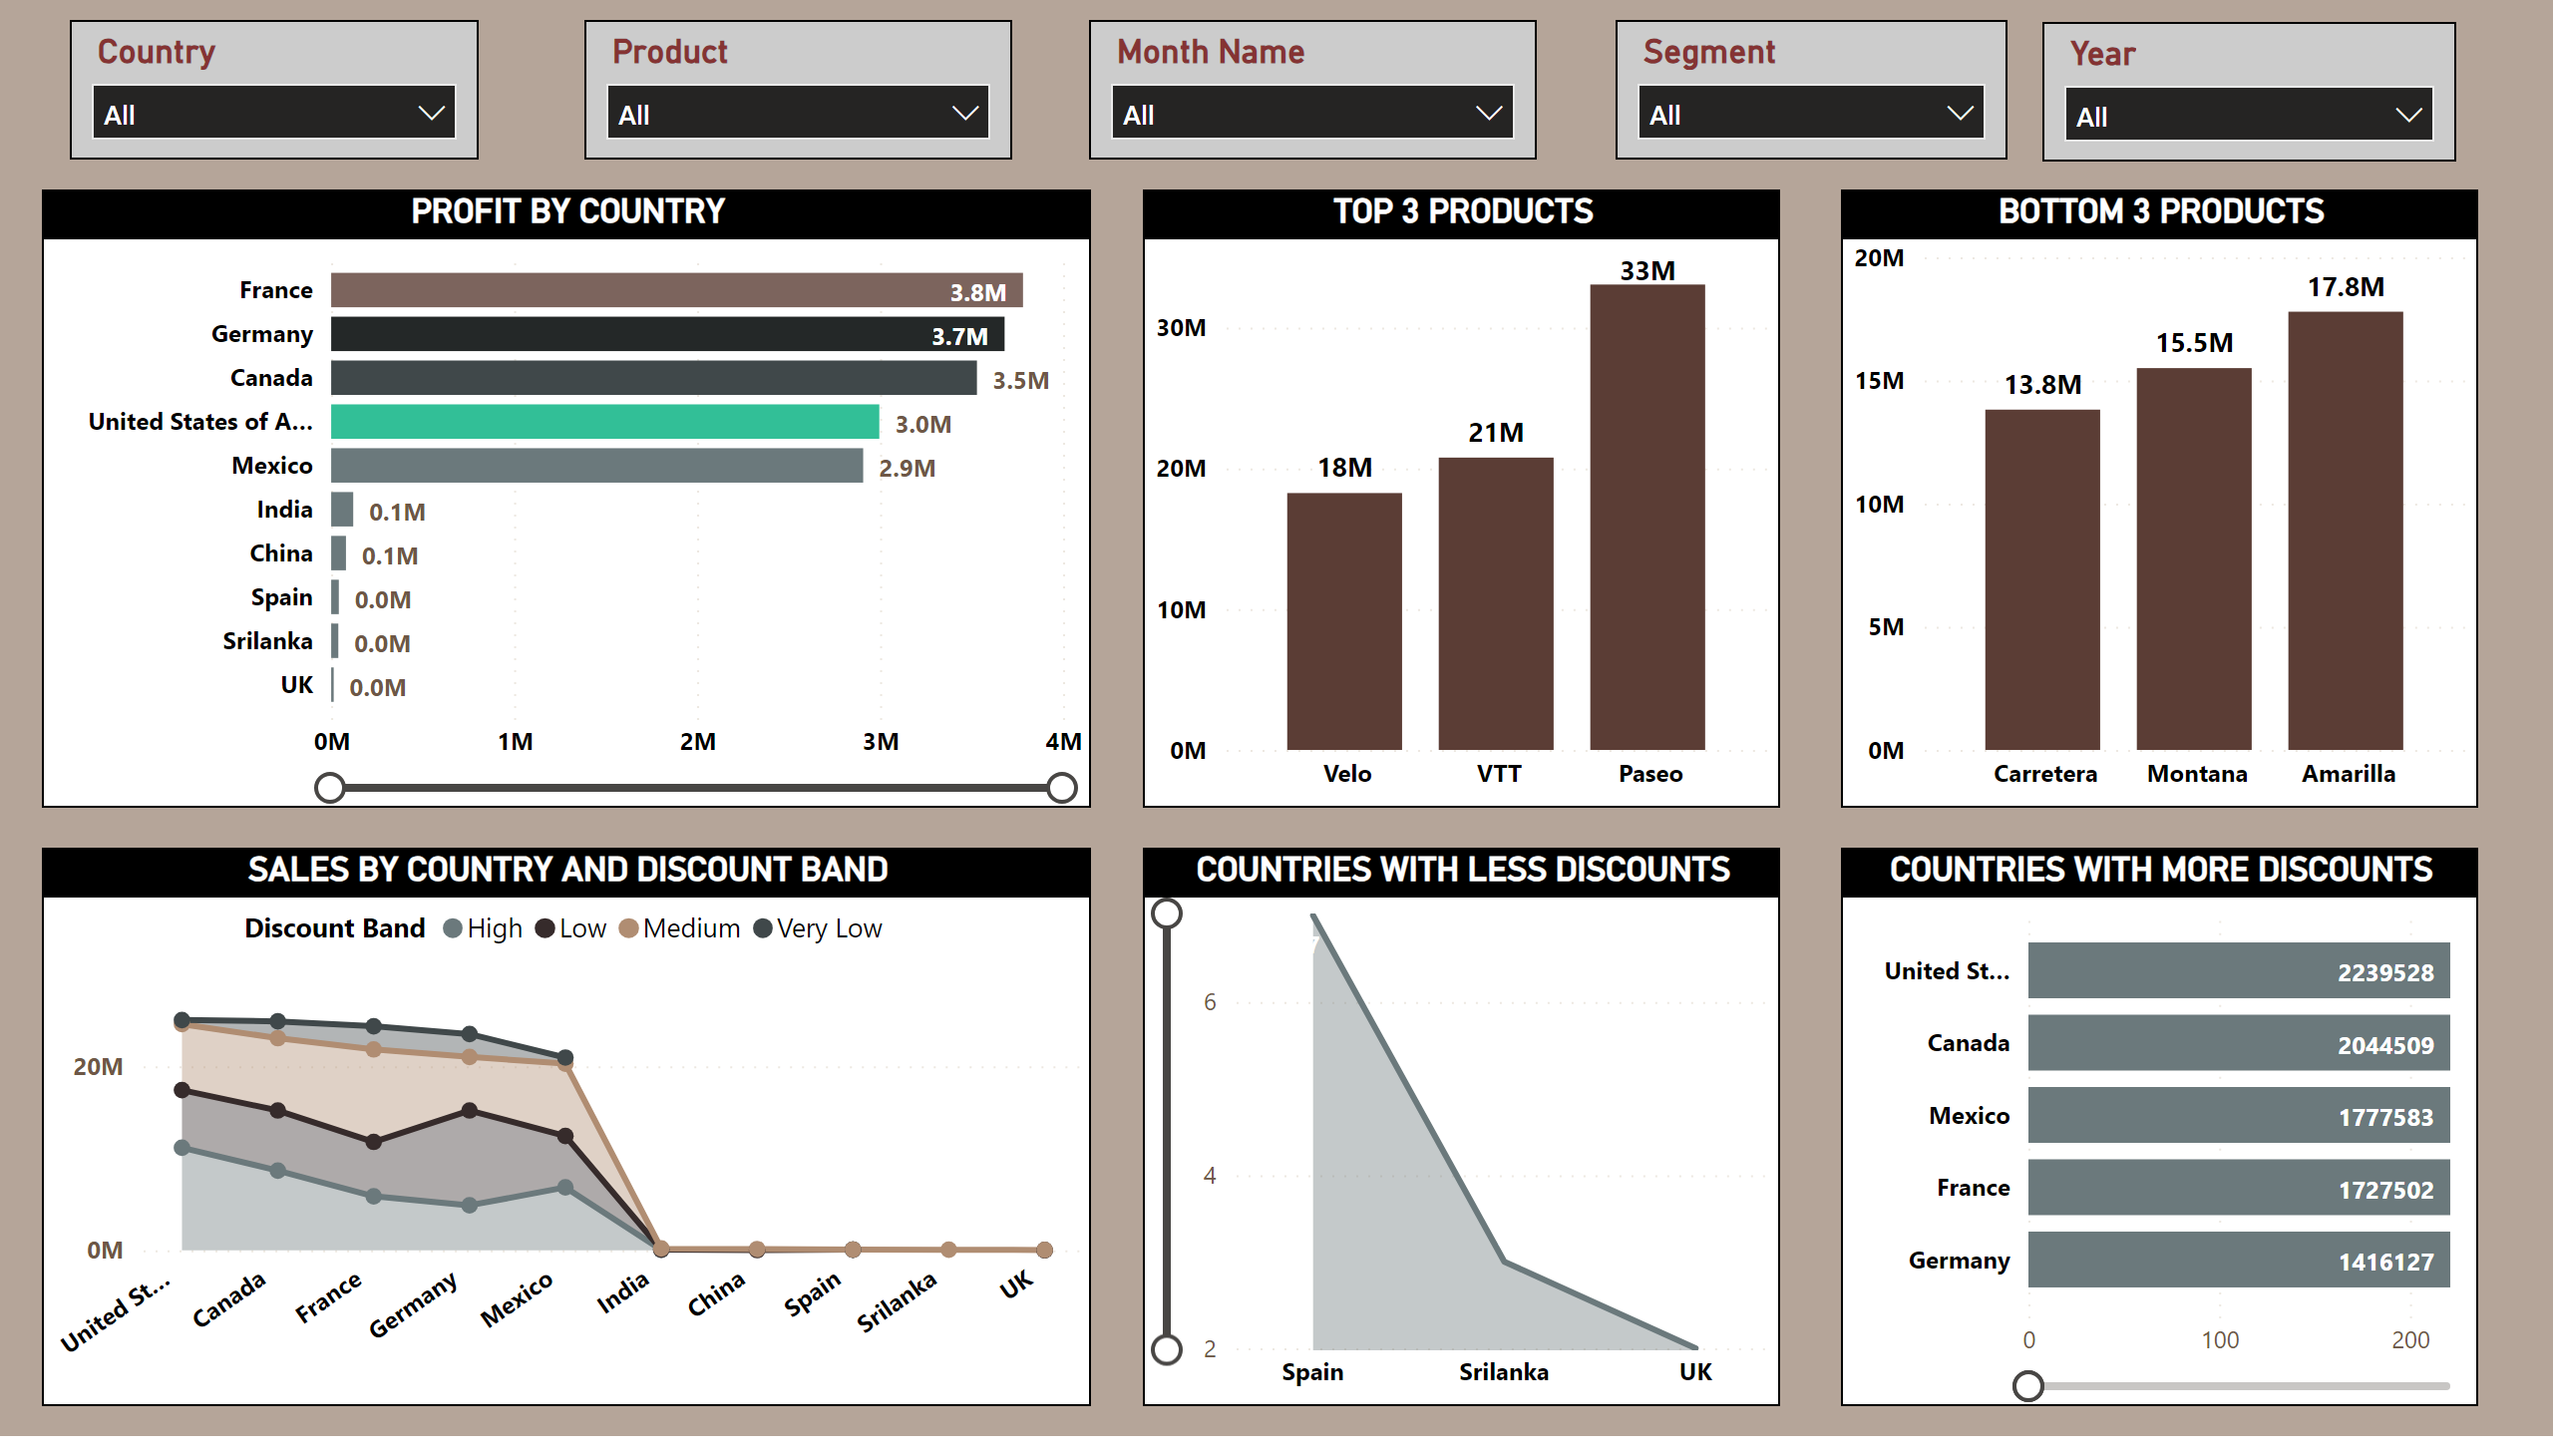 Country
All
Product
All
Month Name
All
Segment
All
Year
All
PROFIT BY COUNTRY
France 3.8M
Germany 3.7M
Canada 3.5M
United States of A... 3.0M
Mexico 2.9M
India 0.1M
China 0.1M
Spain 0.0M
Srilanka 0.0M
UK 0.0M
0M 1M 2M 3M 4M
TOP 3 PRODUCTS
30M
20M
10M
0M
18M
21M
33M
Velo VTT Paseo
BOTTOM 3 PRODUCTS
20M
15M
10M
5M
0M
13.8M
15.5M
17.8M
Carretera Montana Amarilla
SALES BY COUNTRY AND DISCOUNT BAND
Discount Band High Low Medium Very Low
20M
0M
United St... Canada France Germany Mexico India China Spain Srilanka UK
COUNTRIES WITH LESS DISCOUNTS
6
4
2
Spain Srilanka UK
COUNTRIES WITH MORE DISCOUNTS
United St... 2239528
Canada 2044509
Mexico 1777583
France 1727502
Germany 1416127
0 100 200